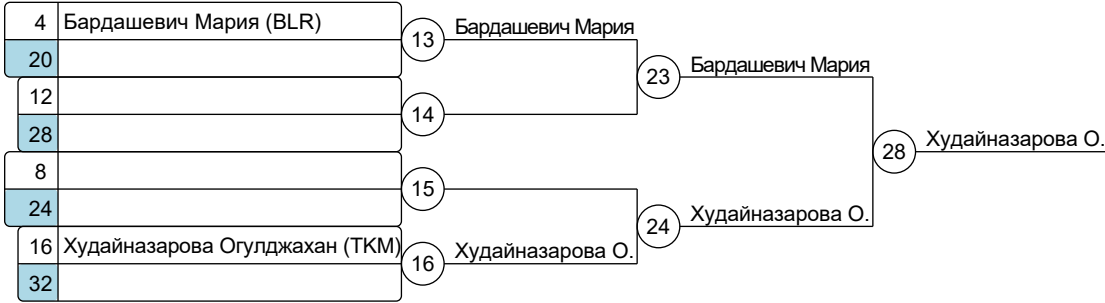 4 Бардашевич Мария (BLR)
20
12
28
8
24
16 Худайназарова Огулджахан (TKM)
32
13 Бардашевич Мария
14
15
16 Худайназарова О.
23 Бардашевич Мария
24 Худайназарова О.
28 Худайназарова О.